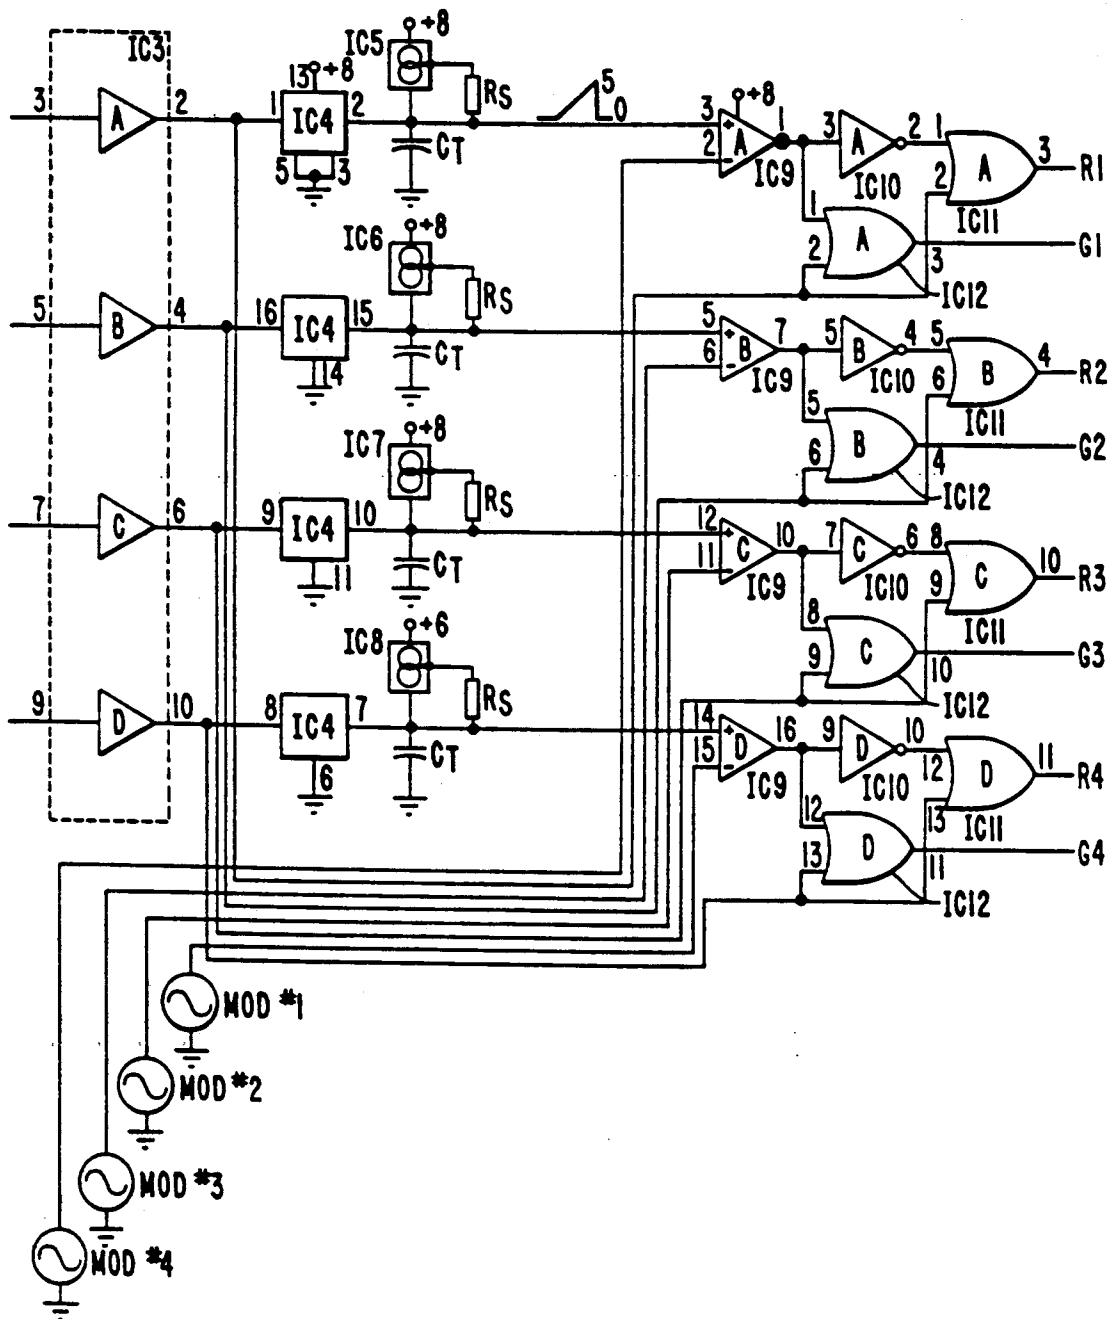 IC3
3 A 2
13 +8
1 IC4 2
5 3
IC5 +8
RS
CT
5
0
+8
3 + 1
2 - A
IC9
3 A 2
IC10
1
2 A 3 R1
IC11
1
2 A 3 G1
IC12
5 B 4
16 IC4 15
4
IC6 +8
RS
CT
5 + 7
6 - B
IC9
5 B 4
IC10
5
6 B 4 R2
IC11
5
6 B 4 G2
IC12
7 C 6
9 IC4 10
11
IC7 +8
RS
CT
12 + 10
11 - C
IC9
7 C 6
IC10
8
9 C 10 R3
IC11
8
9 C 10 G3
IC12
9 D 10
8 IC4 7
6
IC8 +6
RS
CT
14 + 16
15 - D
IC9
9 D 10
IC10
12
13 D 11 R4
IC11
12
13 D 11 G4
IC12
MOD #1
MOD #2
MOD #3
MOD #4